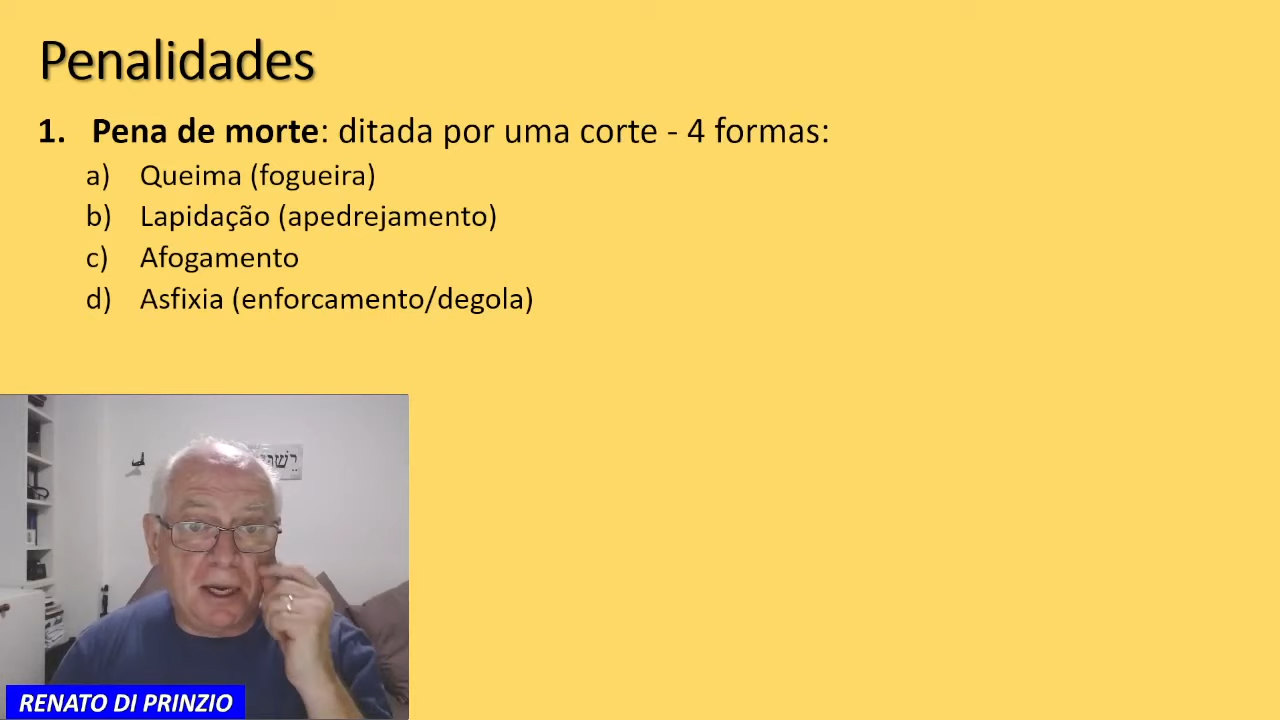 Penalidades
1. Pena de morte: ditada por uma corte - 4 formas:
a) Queima (fogueira)
b) Lapidação (apedrejamento)
c) Afogamento
d) Asfixia (enforcamento/degola)
RENATO DI PRINZIO